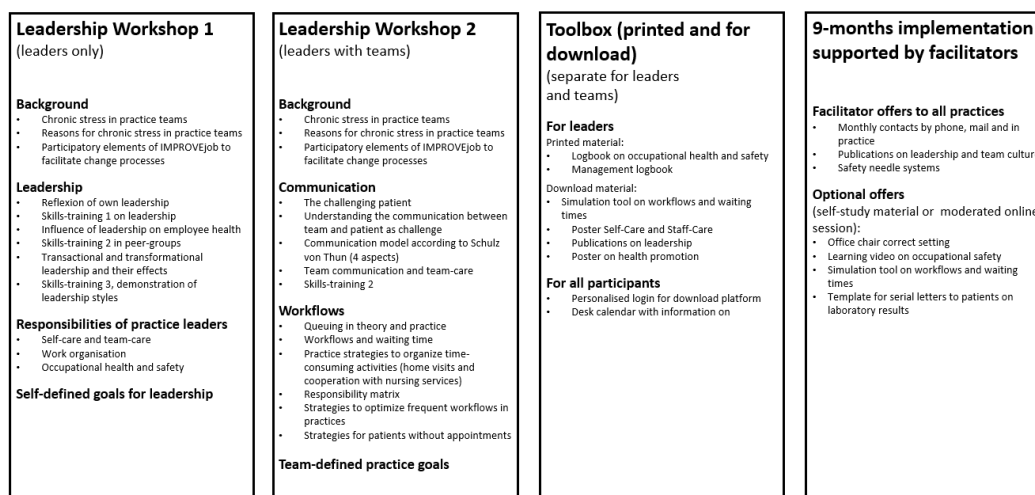 Leadership Workshop 1
(leaders only)
Background
• Chronic stress in practice teams
• Reasons for chronic stress in practice teams
• Participatory elements of IMPROVEjob to
facilitate change processes
Leadership
• Reflexion of own leadership
• Skills-training 1 on leadership
• Influence of leadership on employee health
• Skills-training 2 in peer-groups
• Transactional and transformational
leadership and their effects
• Skills-training 3, demonstration of
leadership styles
Responsibilities of practice leaders
• Self-care and team-care
• Work organisation
• Occupational health and safety
Self-defined goals for leadership
Leadership Workshop 2
(leaders with teams)
Background
• Chronic stress in practice teams
• Reasons for chronic stress in practice teams
• Participatory elements of IMPROVEjob to
facilitate change processes
Communication
• The challenging patient
• Understanding the communication between
team and patient as challenge
• Communication model according to Schulz
von Thun (4 aspects)
• Team communication and team-care
• Skills-training 2
Workflows
• Queuing in theory and practice
• Workflows and waiting time
• Practice strategies to organize time-
consuming activities (home visits and
cooperation with nursing services)
• Responsibility matrix
• Strategies to optimize frequent workflows in
practices
• Strategies for patients without appointments
Team-defined practice goals
Toolbox (printed and for
download)
(separate for leaders
and teams)
For leaders
Printed material:
• Logbook on occupational health and safety
• Management logbook
Download material:
• Simulation tool on workflows and waiting
times
• Poster Self-Care and Staff-Care
• Publications on leadership
• Poster on health promotion
For all participants
• Personalised login for download platform
• Desk calendar with information on
9-months implementation
supported by facilitators
Facilitator offers to all practices
• Monthly contacts by phone, mail and in
practice
• Publications on leadership and team cultur
• Safety needle systems
Optional offers
(self-study material or moderated online
session):
• Office chair correct setting
• Learning video on occupational safety
• Simulation tool on workflows and waiting
times
• Template for serial letters to patients on
laboratory results